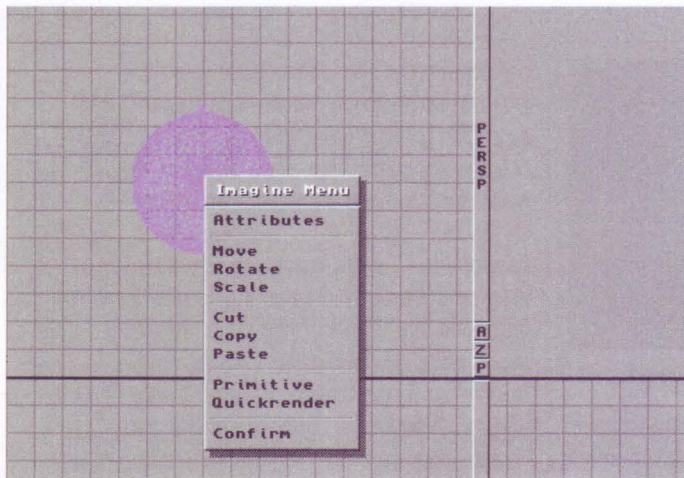 Imagine Menu
Attributes
Move
Rotate
Scale
Cut
Copy
Paste
Primitive
Quickrender
Confirm
PERSP
A
Z
P